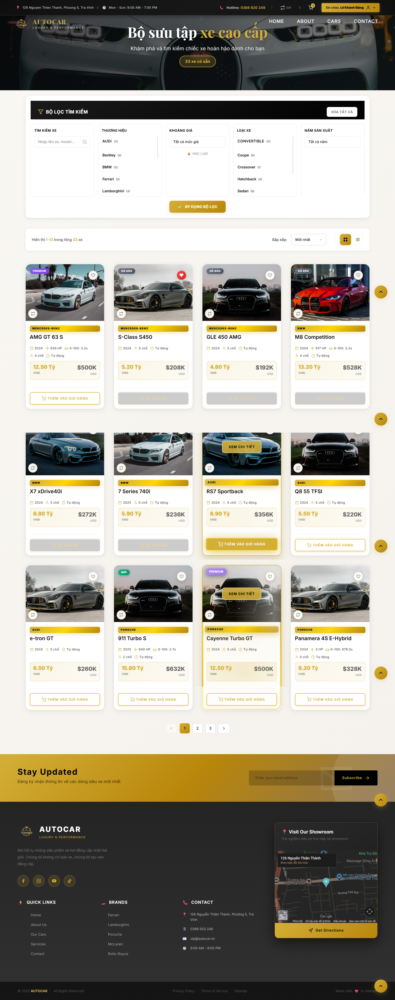 126 Nguyen Thien Thanh, Phuong 5, Tra Vinh
Mon - Sun: 9:00 AM - 7:00 PM
Hotline: 0368 920 249
0/4
1
Xin chào, Lê Khánh Đăng
AUTOCAR
LUXURY & PERFORMANCE
HOME ABOUT CARS CONTACT
Bộ sưu tập xe cao cấp
Khám phá và tìm kiếm chiếc xe hoàn hảo dành cho bạn
BUGATTI
33 xe có sẵn
BỘ LỌC TÌM KIẾM
XÓA TẤT CẢ
TÌM KIẾM XE
Nhập tên xe, model...
THƯƠNG HIỆU
AUDI (3)
Bentley (3)
BMW (3)
Ferrari (3)
Lamborghini (3)
KHOẢNG GIÁ
Tất cả mức giá
VND | USD
LOẠI XE
CONVERTIBLE (0)
Coupe (6)
Crossover (1)
Hatchback (0)
Sedan (9)
NĂM SẢN XUẤT
Tất cả năm
ÁP DỤNG BỘ LỌC
Hiển thị 1-12 trong tổng 33 xe
Sắp xếp: Mới nhất
PREMIUM
MERCEDES-BENZ
AMG GT 63 S
2024 639 HP 0-100: 3.2s
4 chỗ Tự động
12.50 Tỷ $500K
VNĐ USD
THÊM VÀO GIỎ HÀNG
ĐÃ BÁN
MERCEDES-BENZ
S-Class S450
2024 5 chỗ Tự động
5.20 Tỷ $208K
VNĐ USD
XE ĐÃ BÁN
ĐÃ BÁN
MERCEDES-BENZ
GLE 450 AMG
2024 5 chỗ Tự động
4.80 Tỷ $192K
VNĐ USD
XE ĐÃ BÁN
ĐÃ BÁN
BMW
M8 Competition
2024 617 HP 0-100: 3.2s
4 chỗ Tự động
13.20 Tỷ $528K
VNĐ USD
XE ĐÃ BÁN
BMW
X7 xDrive40i
2024 5 chỗ Tự động
6.80 Tỷ $272K
VNĐ USD
XE ĐÃ BÁN
BMW
7 Series 740i
2025 5 chỗ Tự động
5.90 Tỷ $236K
VNĐ USD
XE ĐÃ BÁN
XEM CHI TIẾT
AUDI
RS7 Sportback
2024 5 chỗ Tự động
8.90 Tỷ $356K
VNĐ USD
THÊM VÀO GIỎ HÀNG
AUDI
Q8 55 TFSI
2024 5 chỗ Tự động
5.50 Tỷ $220K
VNĐ USD
THÊM VÀO GIỎ HÀNG
AUDI
e-tron GT
2024 5 chỗ Tự động
6.50 Tỷ $260K
VNĐ USD
THÊM VÀO GIỎ HÀNG
MỚI
PORSCHE
911 Turbo S
2025 640 HP 0-100: 2.7s
2 chỗ Tự động
15.80 Tỷ $632K
VNĐ USD
THÊM VÀO GIỎ HÀNG
PREMIUM
XEM CHI TIẾT
PORSCHE
Cayenne Turbo GT
2024 5 chỗ Tự động
12.50 Tỷ $500K
VNĐ USD
THÊM VÀO GIỎ HÀNG
PORSCHE
Panamera 4S E-Hybrid
2024 3 HP 0-100: 676.0s
5 chỗ Tự động
8.20 Tỷ $328K
VNĐ USD
THÊM VÀO GIỎ HÀNG
1 2 3
Stay Updated
Đăng ký nhận thông tin về các dòng siêu xe mới nhất
Enter your email address
Subscribe
AUTOCAR
LUXURY & PERFORMANCE
Nơi hội tụ những siêu phẩm xe hơi đẳng cấp nhất thế
giới. Chúng tôi không chỉ bán xe, chúng tôi tạo nên
đẳng cấp.
QUICK LINKS
Home
About Us
Our Cars
Services
Contact
BRANDS
Ferrari
Lamborghini
Porsche
McLaren
Rolls-Royce
CONTACT
126 Nguyễn Thiện Thành, Phường 5, Trà
Vinh
0368 920 249
vip@autocar.vn
9:00 AM - 8:00 PM
Visit Our Showroom
Trải nghiệm siêu xe trực tiếp tại showroom
126 Nguyễn Thiện Thành
Xem bản đồ lớn hơn
Nhà Trọ Đồ
Massage Sông Ái
Mì cay Yagami Trà
Trường Đại
Học Trà Vinh
Đường Thế Đạt
Google
Phím tắt Dữ liệu bản đồ ©2026 Điều khoản Báo cáo một lỗi bản đồ
Get Directions
© 2026 AUTOCAR | All Rights Reserved
Privacy Policy Terms of Service Sitemap
Made with in Vietnam